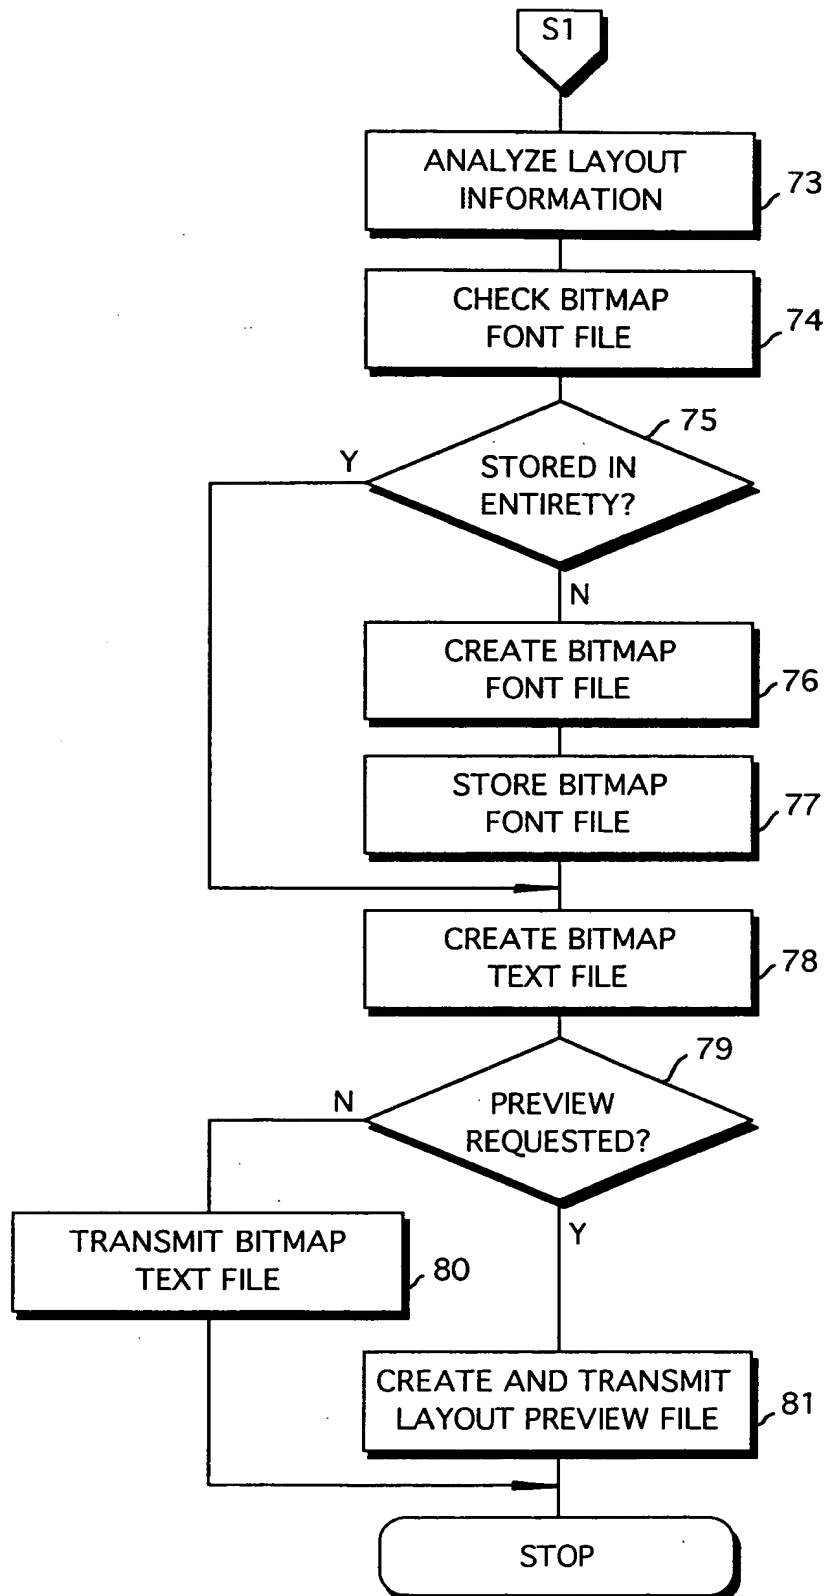 S1
ANALYZE LAYOUT
INFORMATION
73
CHECK BITMAP
FONT FILE
74
75
STORED IN
ENTIRETY?
Y
N
CREATE BITMAP
FONT FILE
76
STORE BITMAP
FONT FILE
77
CREATE BITMAP
TEXT FILE
78
79
PREVIEW
REQUESTED?
N
Y
TRANSMIT BITMAP
TEXT FILE
80
CREATE AND TRANSMIT
LAYOUT PREVIEW FILE
81
STOP